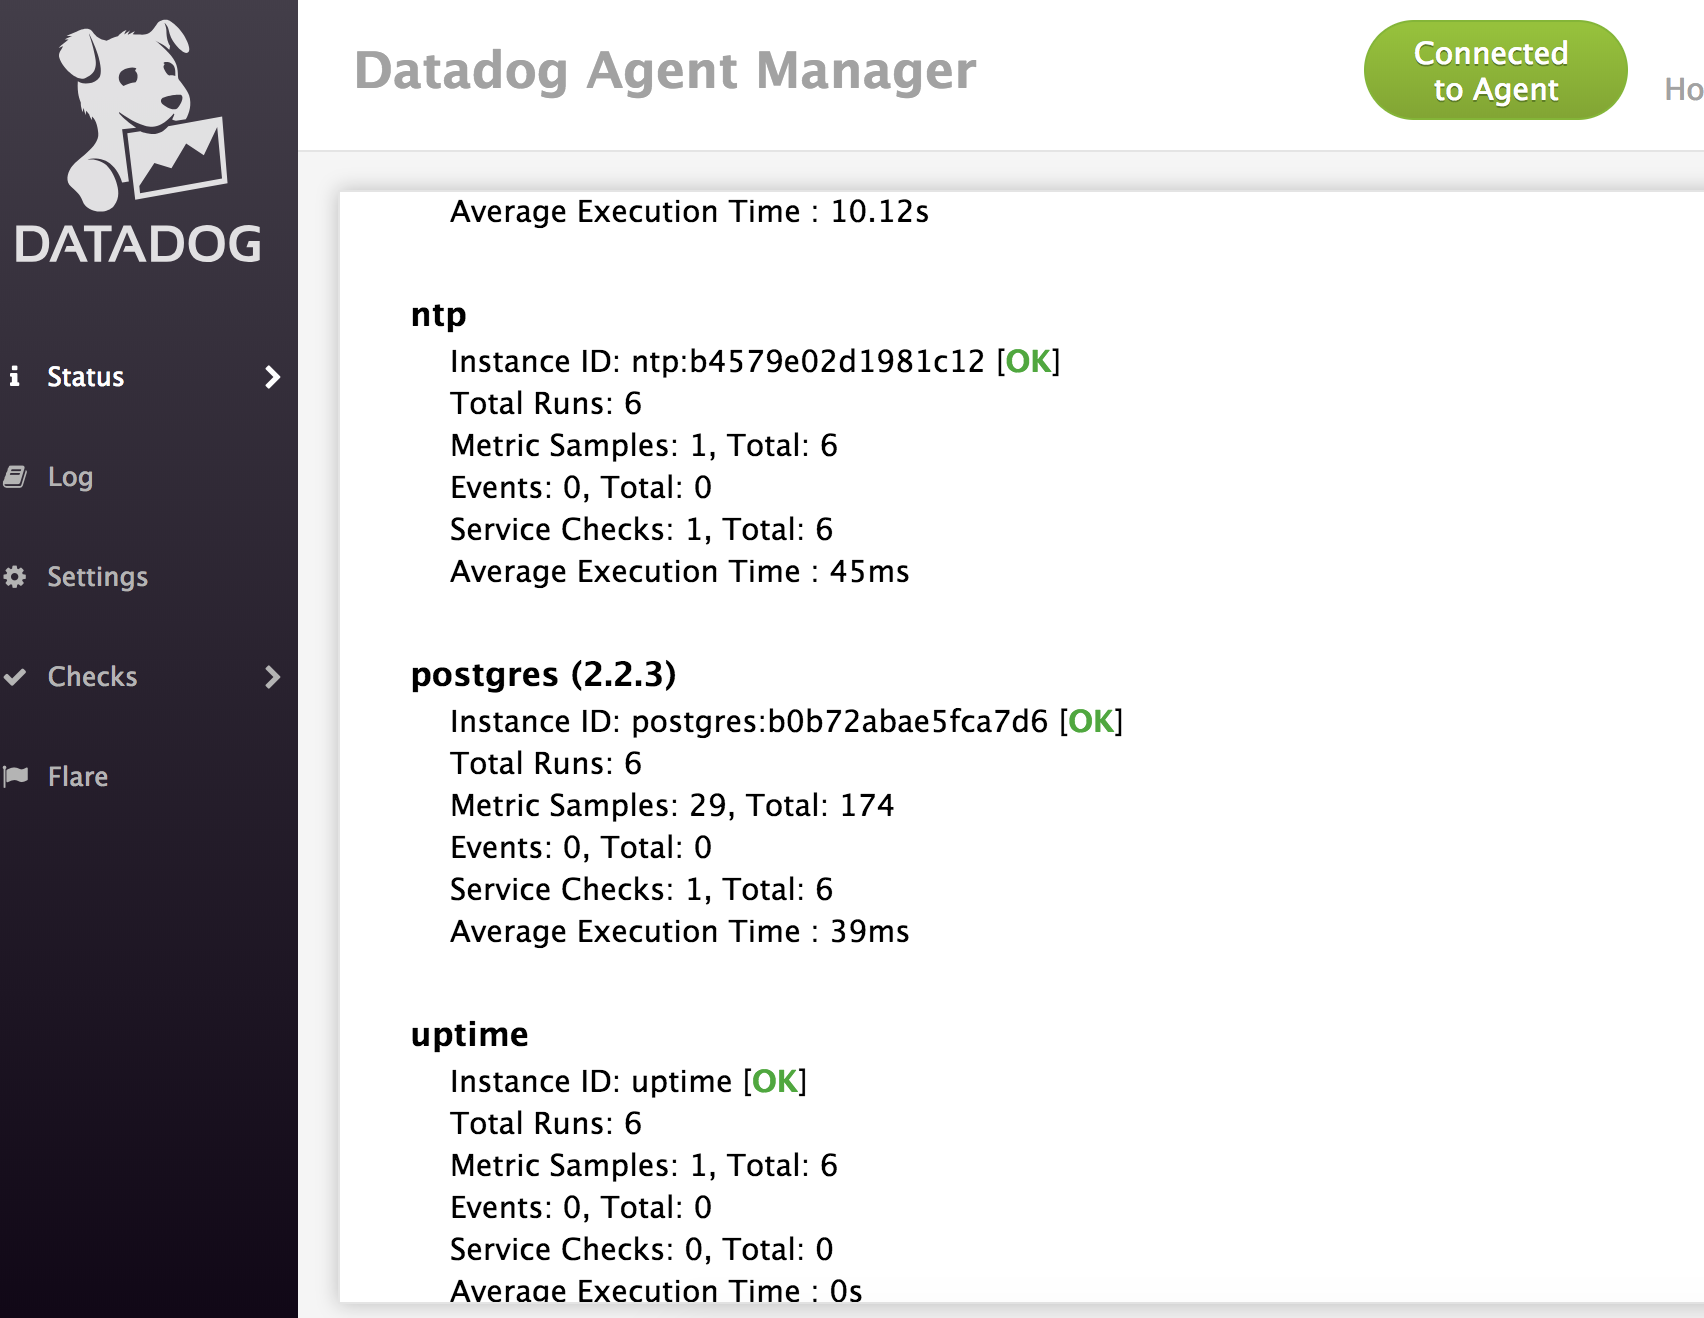 DATADOG
Status
Log
Settings
Checks
Flare
Datadog Agent Manager
Connected
to Agent
Average Execution Time : 10.12s
ntp
Instance ID: ntp:b4579e02d1981c12 [OK]
Total Runs: 6
Metric Samples: 1, Total: 6
Events: 0, Total: 0
Service Checks: 1, Total: 6
Average Execution Time : 45ms
postgres (2.2.3)
Instance ID: postgres:b0b72abae5fca7d6 [OK]
Total Runs: 6
Metric Samples: 29, Total: 174
Events: 0, Total: 0
Service Checks: 1, Total: 6
Average Execution Time : 39ms
uptime
Instance ID: uptime [OK]
Total Runs: 6
Metric Samples: 1, Total: 6
Events: 0, Total: 0
Service Checks: 0, Total: 0
Average Execution Time : 0s